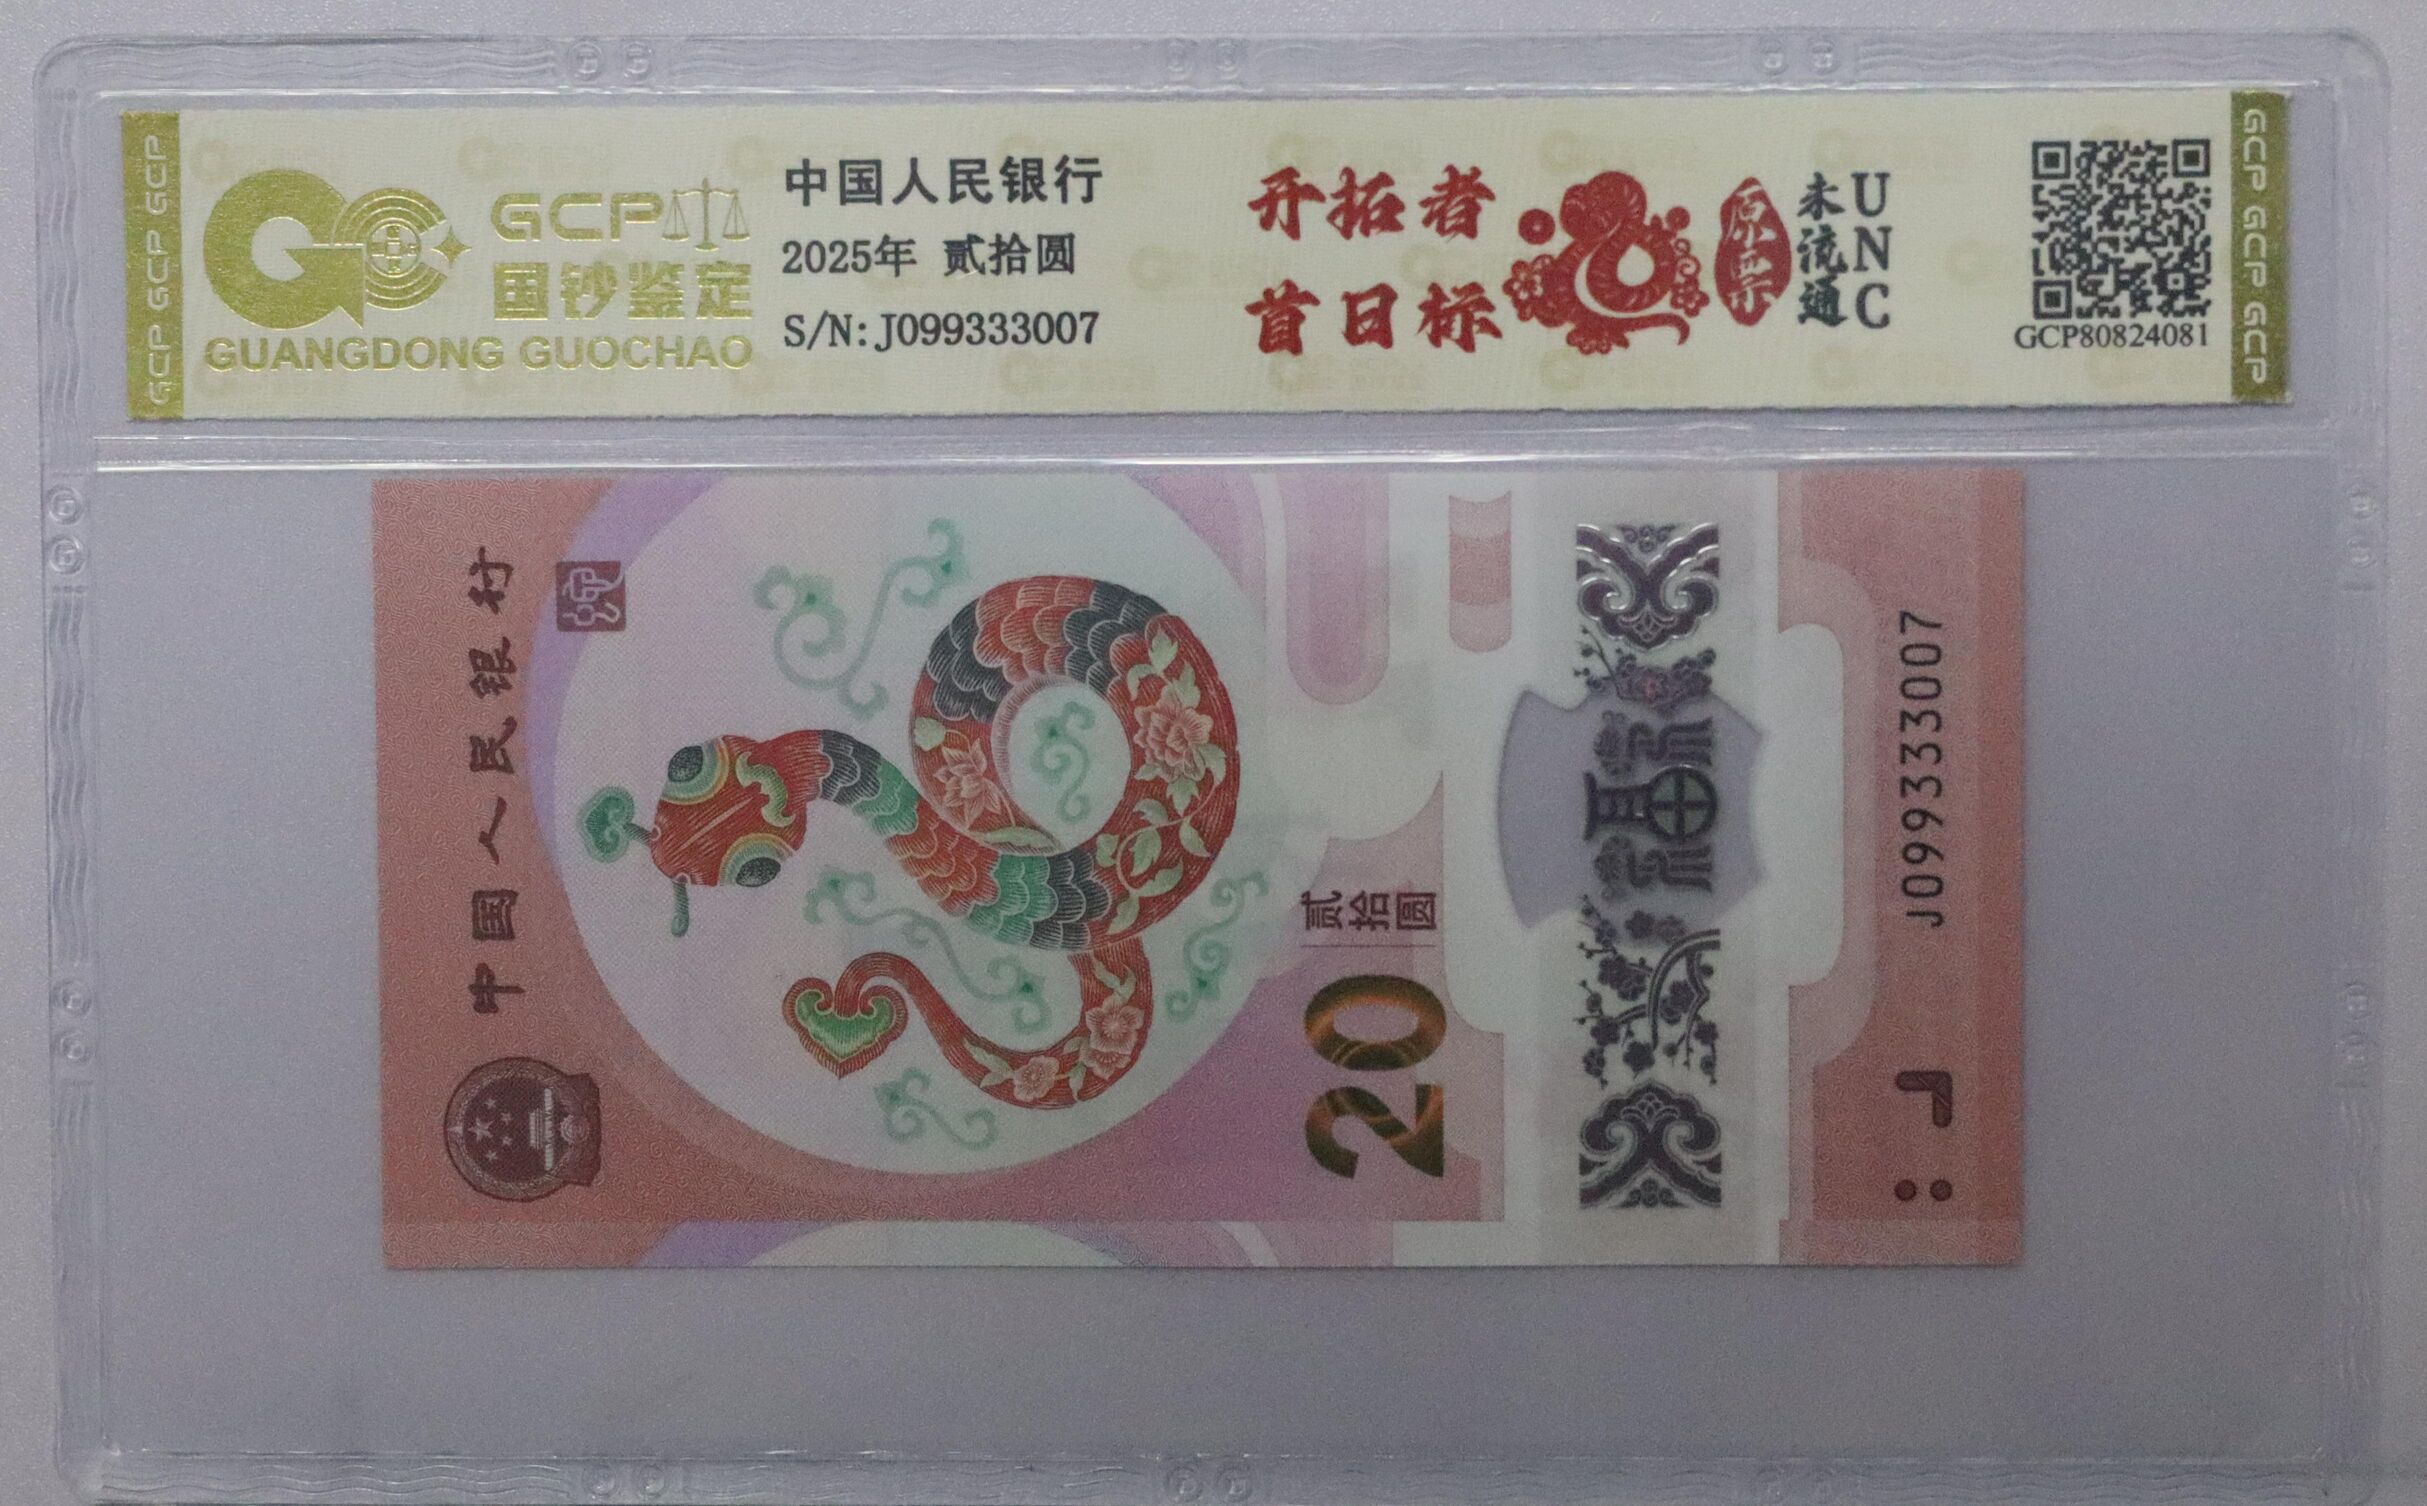 GCP GCP GCP
GCP
国钞鉴定
GUANGDONG GUOCHAO
中国人民银行
2025年 贰拾圆
S/N:J099333007
开拓者
首日标
原票
未流通
UNC
GCP80824081
GCP GCP GCP
中国人民银行
贰拾圆
20
福
J099333007